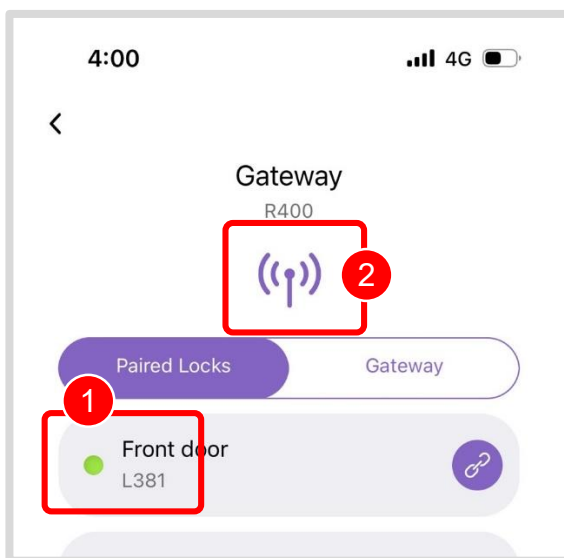 4:00 4G
Gateway
R400
2
Paired Locks Gateway
1
Front door
L381